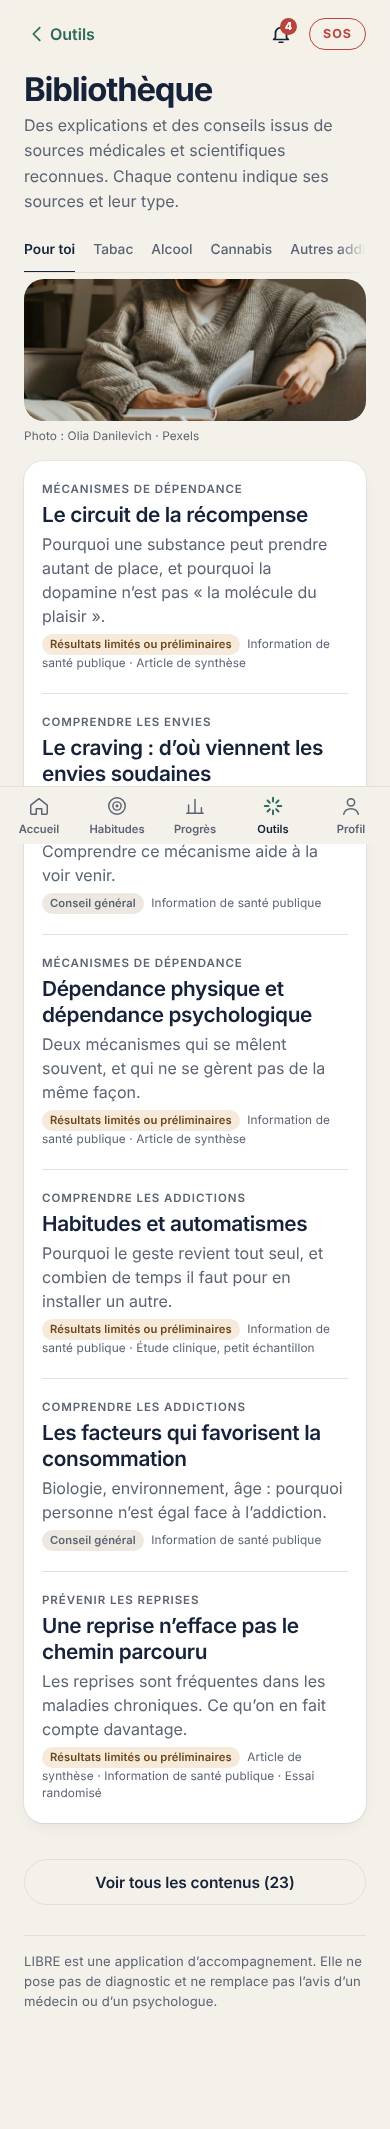 Outils
4
SOS
Bibliothèque
Des explications et des conseils issus de
sources médicales et scientifiques
reconnues. Chaque contenu indique ses
sources et leur type.
Pour toi Tabac Alcool Cannabis Autres add
Photo : Olia Danilevich · Pexels
MÉCANISMES DE DÉPENDANCE
Le circuit de la récompense
Pourquoi une substance peut prendre
autant de place, et pourquoi la
dopamine n’est pas « la molécule du
plaisir ».
Résultats limités ou préliminaires Information de
santé publique · Article de synthèse
COMPRENDRE LES ENVIES
Le craving : d’où viennent les
envies soudaines
Accueil Habitudes Progrès Outils Profil
Comprendre ce mécanisme aide à la
voir venir.
Conseil général Information de santé publique
MÉCANISMES DE DÉPENDANCE
Dépendance physique et
dépendance psychologique
Deux mécanismes qui se mêlent
souvent, et qui ne se gèrent pas de la
même façon.
Résultats limités ou préliminaires Information de
santé publique · Article de synthèse
COMPRENDRE LES ADDICTIONS
Habitudes et automatismes
Pourquoi le geste revient tout seul, et
combien de temps il faut pour en
installer un autre.
Résultats limités ou préliminaires Information de
santé publique · Étude clinique, petit échantillon
COMPRENDRE LES ADDICTIONS
Les facteurs qui favorisent la
consommation
Biologie, environnement, âge : pourquoi
personne n’est égal face à l’addiction.
Conseil général Information de santé publique
PRÉVENIR LES REPRISES
Une reprise n’efface pas le
chemin parcouru
Les reprises sont fréquentes dans les
maladies chroniques. Ce qu’on en fait
compte davantage.
Résultats limités ou préliminaires Article de
synthèse · Information de santé publique · Essai
randomisé
Voir tous les contenus (23)
LIBRE est une application d’accompagnement. Elle ne
pose pas de diagnostic et ne remplace pas l’avis d’un
médecin ou d’un psychologue.